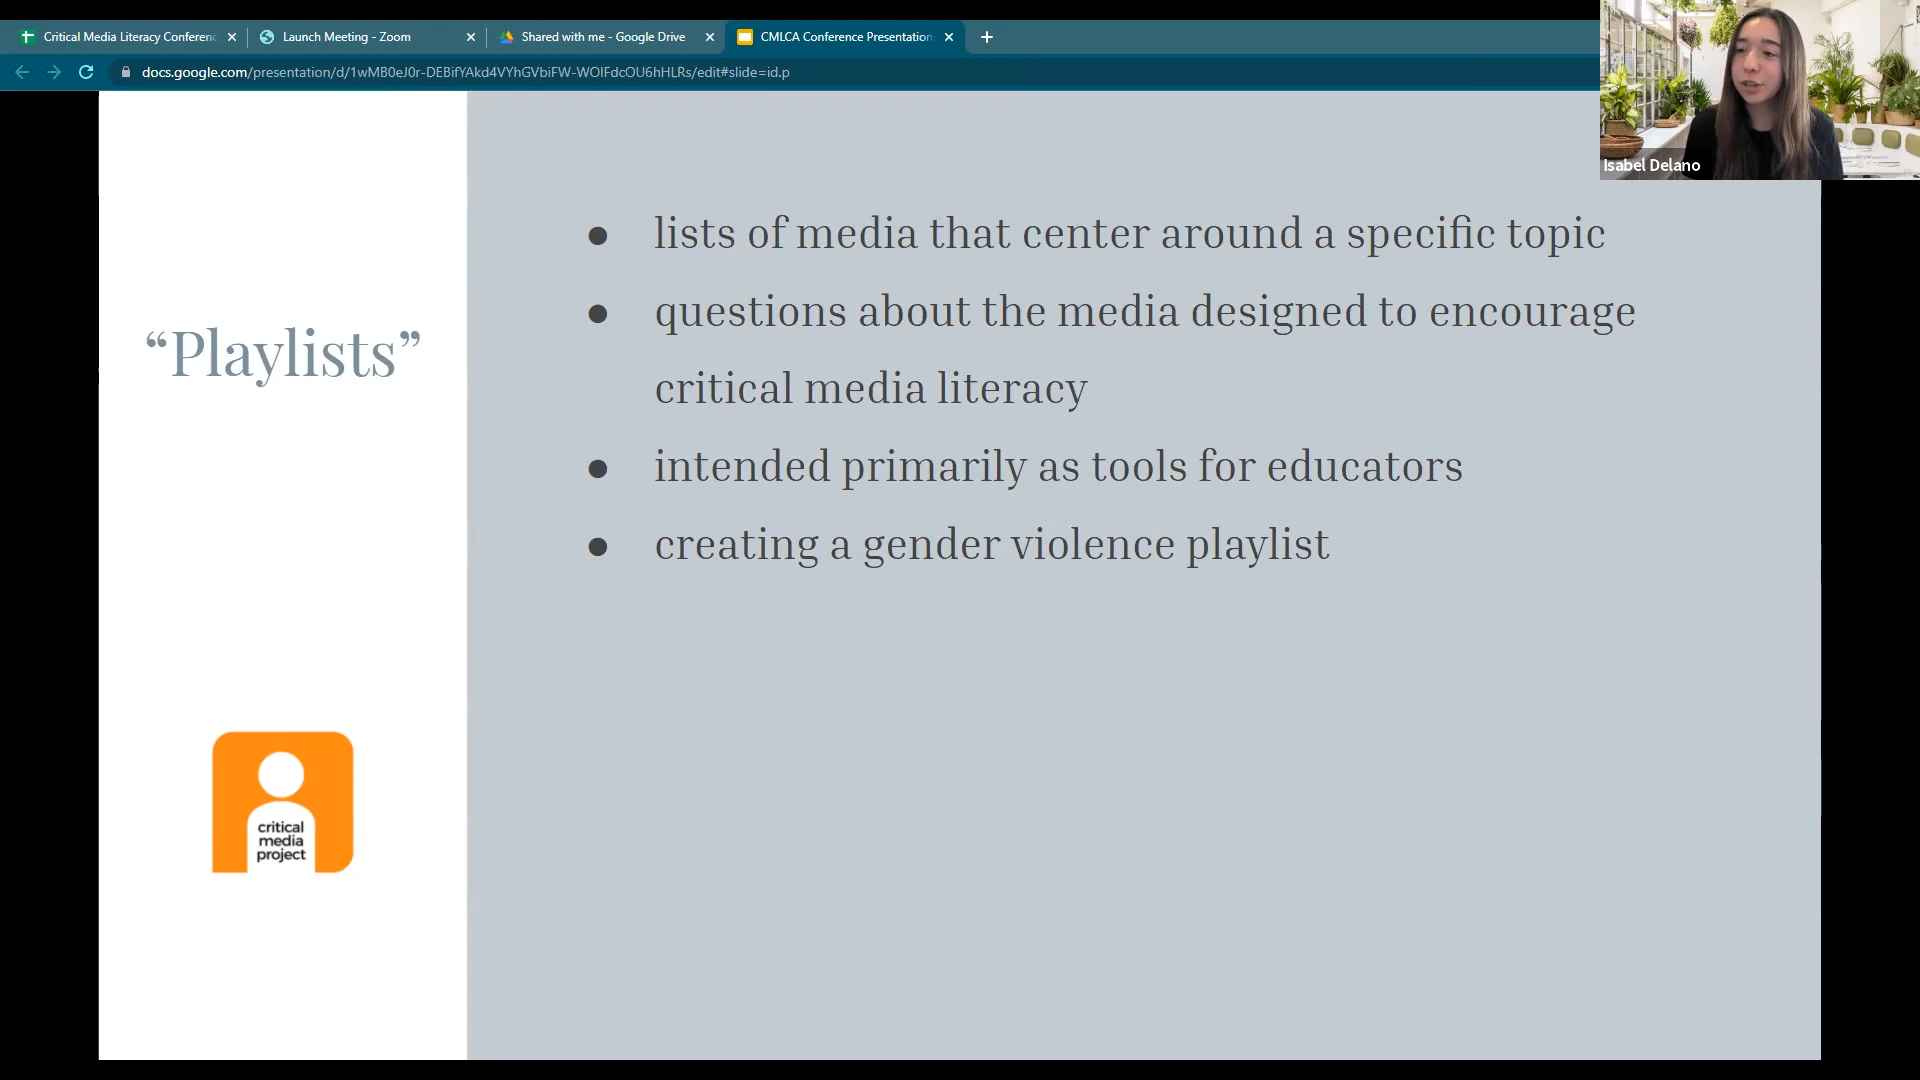 Critical Media Literacy Conferenc
Launch Meeting - Zoom
Shared with me - Google Drive
CMLCA Conference Presentation
docs.google.com/presentation/d/1wMB0eJ0r-DEBifYAkd4VYhGVbiFW-WOlFdcOU6hHLRs/edit#slide=id.p
Isabel Delano
“Playlists”
● lists of media that center around a specific topic
● questions about the media designed to encourage
critical media literacy
● intended primarily as tools for educators
● creating a gender violence playlist
critical
media
project